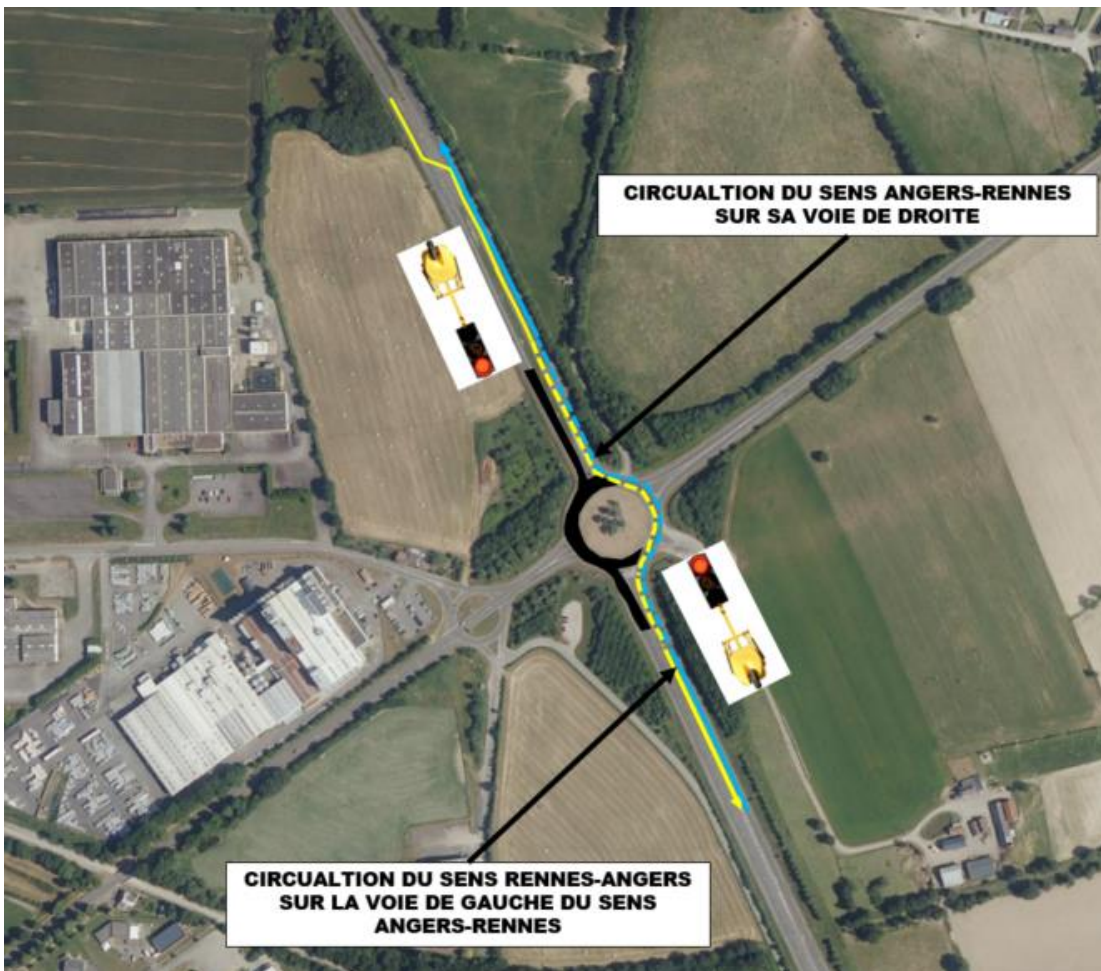 CIRCUALTION DU SENS ANGERS-RENNES
SUR SA VOIE DE DROITE
CIRCUALTION DU SENS RENNES-ANGERS
SUR LA VOIE DE GAUCHE DU SENS
ANGERS-RENNES